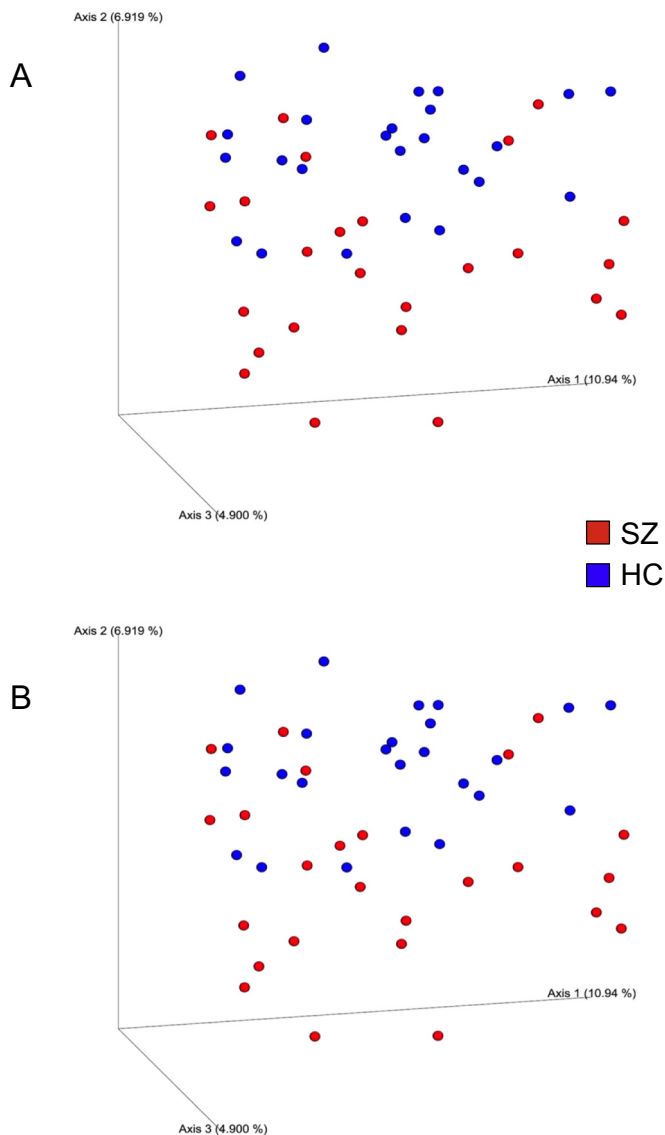 Axis 2 (6.919 %)
A
Axis 1 (10.94 %)
Axis 3 (4.900 %)
SZ
HC
Axis 2 (6.919 %)
B
Axis 1 (10.94 %)
Axis 3 (4.900 %)